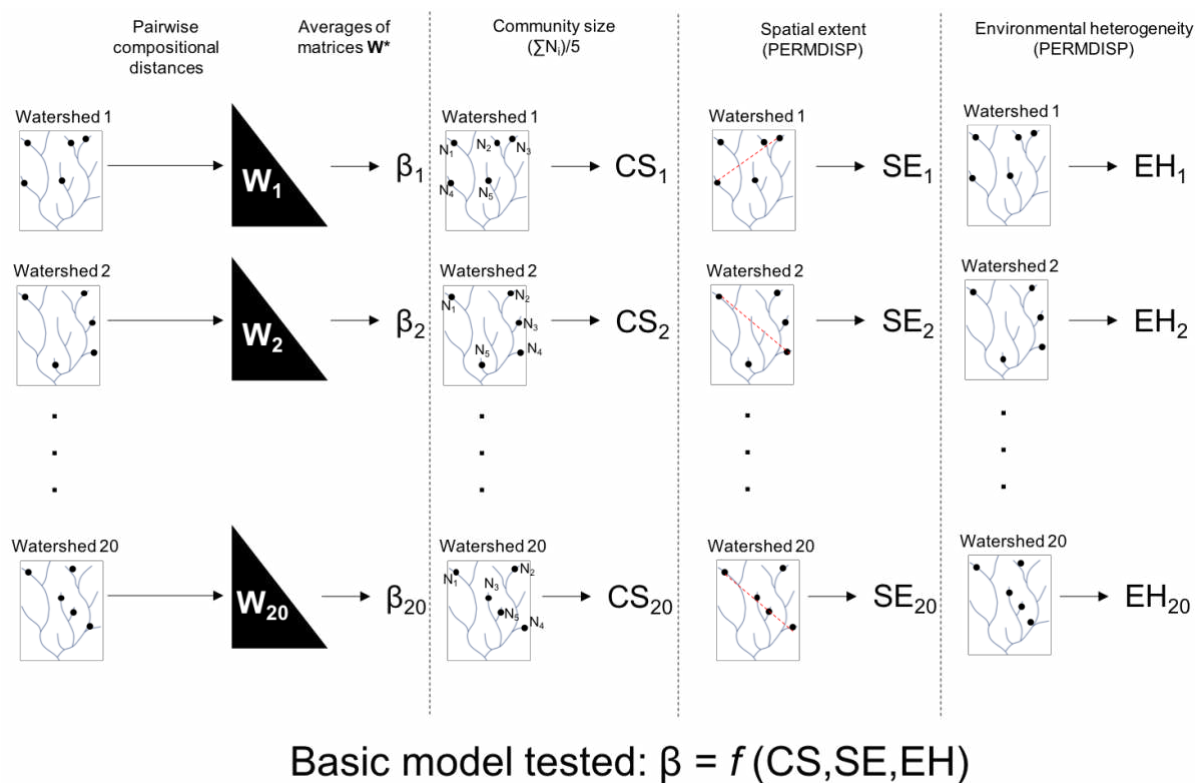 Pairwise
compositional
distances
Averages of
matrices W*
Community size
(∑Ni)/5
Spatial extent
(PERMDISP)
Environmental heterogeneity
(PERMDISP)
Watershed 1
W1
β1
Watershed 1
N1
N2
N3
N4
N5
CS1
Watershed 1
SE1
Watershed 1
EH1
Watershed 2
W2
β2
Watershed 2
N1
N2
N3
N4
N5
CS2
Watershed 2
SE2
Watershed 2
EH2
Watershed 20
W20
β20
Watershed 20
N1
N2
N3
N5
N4
CS20
Watershed 20
SE20
Watershed 20
EH20
Basic model tested: β = f (CS,SE,EH)